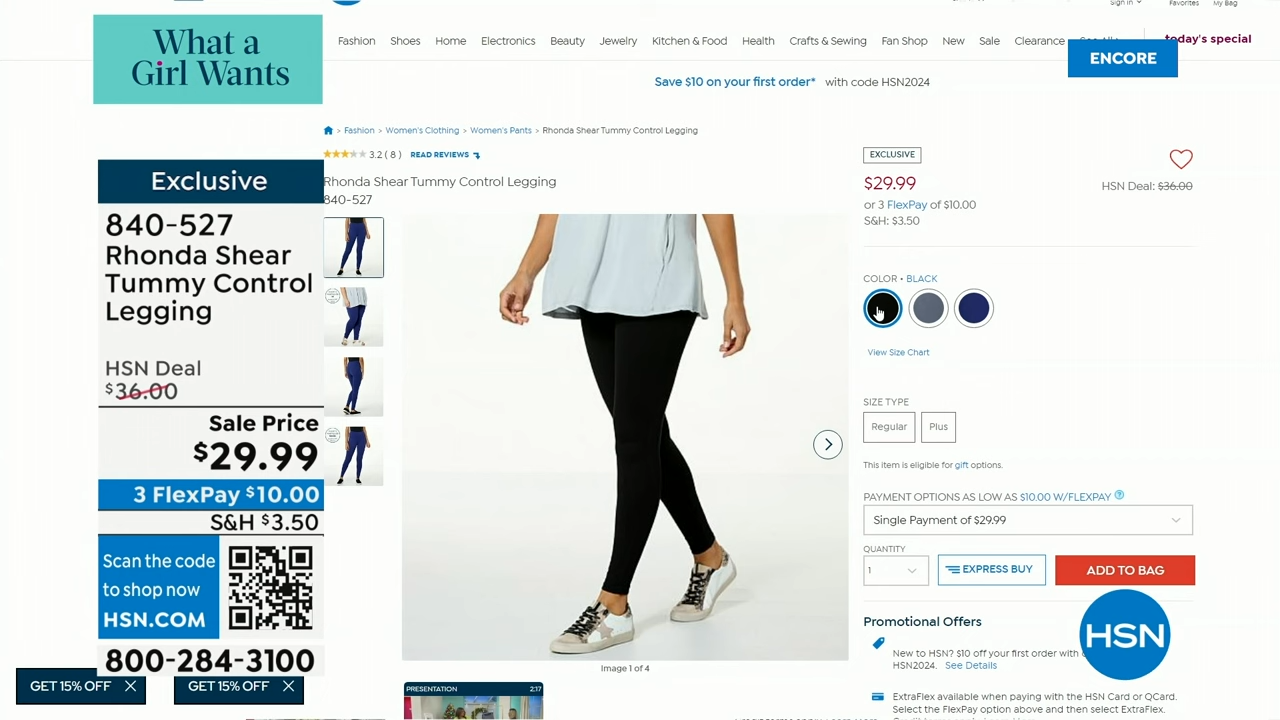 What a
Girl Wants
Sign In
Favorites
My Bag
Fashion
Shoes
Home
Electronics
Beauty
Jewelry
Kitchen & Food
Health
Crafts & Sewing
Fan Shop
New
Sale
Clearance
today's special
ENCORE
Save $10 on your first order* with code HSN2024
Fashion > Women's Clothing > Women's Pants > Rhonda Shear Tummy Control Legging
3.2 ( 8 ) READ REVIEWS
Rhonda Shear Tummy Control Legging
840-527
Exclusive
840-527
Rhonda Shear
Tummy Control
Legging
HSN Deal
$36.00
Sale Price
$29.99
3 FlexPay $10.00
S&H $3.50
Scan the code
to shop now
HSN.COM
800-284-3100
GET 15% OFF
GET 15% OFF
Image 1 of 4
PRESENTATION 2:17
EXCLUSIVE
$29.99
HSN Deal: $36.00
or 3 FlexPay of $10.00
S&H: $3.50
COLOR • BLACK
View Size Chart
SIZE TYPE
Regular
Plus
This item is eligible for gift options.
PAYMENT OPTIONS AS LOW AS $10.00 W/FLEXPAY
Single Payment of $29.99
QUANTITY
1
EXPRESS BUY
ADD TO BAG
Promotional Offers
HSN
New to HSN? $10 off your first order with
HSN2024. See Details
ExtraFlex available when paying with the HSN Card or QCard.
Select the FlexPay option above and then select ExtraFlex.